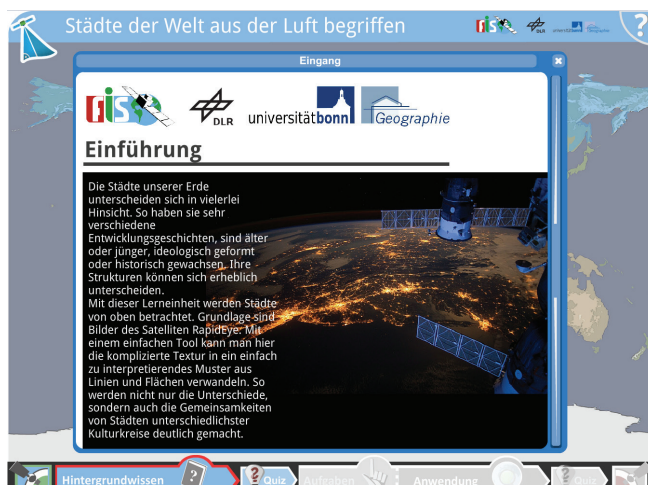 Städte der Welt aus der Luft begriffen
FIS
DLR
universitätbonn
Geographie
?
Eingang
FIS
DLR
universitätbonn
Geographie
Einführung
Die Städte unserer Erde
unterscheiden sich in vielerlei
Hinsicht. So haben sie sehr
verschiedene
Entwicklungsgeschichten, sind älter
oder jünger, ideologisch geformt
oder historisch gewachsen. Ihre
Strukturen können sich erheblich
unterscheiden.
Mit dieser Lerneinheit werden Städte
von oben betrachtet. Grundlage sind
Bilder des Satelliten RapidEye. Mit
einem einfachen Tool kann man hier
die komplizierte Textur in ein einfach
zu interpretierendes Muster aus
Linien und Flächen verwandeln. So
werden nicht nur die Unterschiede,
sondern auch die Gemeinsamkeiten
von Städten unterschiedlichster
Kulturkreise deutlich gemacht.
Hintergrundwissen
?
?
Quiz
Aufgaben
Anwendung
?
Quiz